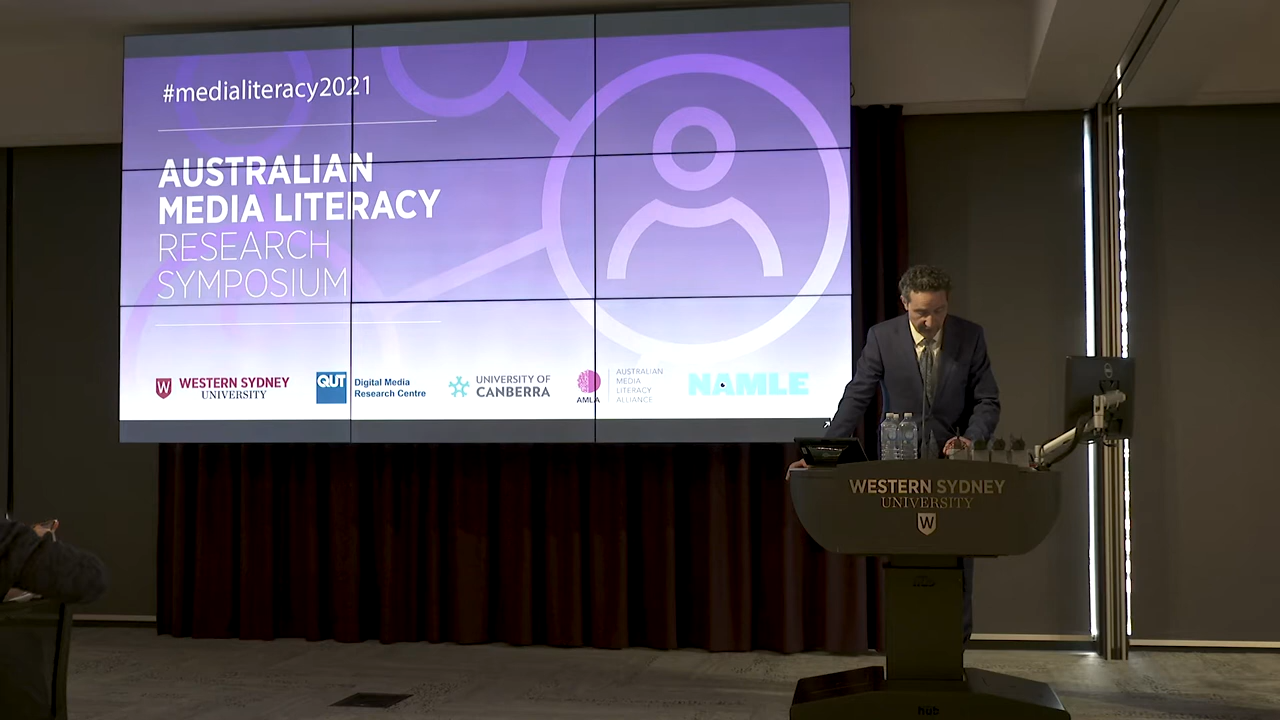 #medialiteracy2021
AUSTRALIAN
MEDIA LITERACY
RESEARCH
SYMPOSIUM
W
WESTERN SYDNEY
UNIVERSITY
QUT
Digital Media
Research Centre
UNIVERSITY OF
CANBERRA
AMLA
AUSTRALIAN
MEDIA
LITERACY
ALLIANCE
NAMLE
WESTERN SYDNEY
UNIVERSITY
W
hub